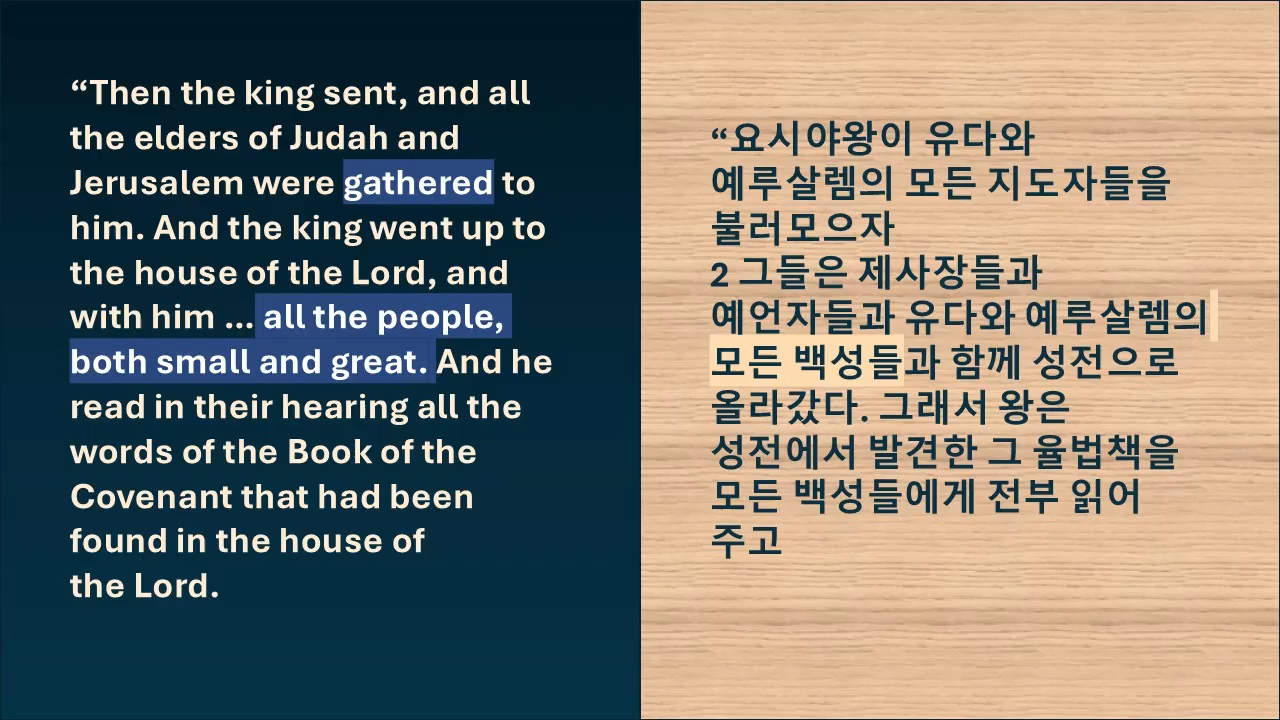 “Then the king sent, and all
the elders of Judah and
Jerusalem were gathered to
him. And the king went up to
the house of the Lord, and
with him ... all the people,
both small and great. And he
read in their hearing all the
words of the Book of the
Covenant that had been
found in the house of
the Lord.
“요시야왕이 유다와
예루살렘의 모든 지도자들을
불러모으자
2 그들은 제사장들과
예언자들과 유다와 예루살렘의
모든 백성들과 함께 성전으로
올라갔다. 그래서 왕은
성전에서 발견한 그 율법책을
모든 백성들에게 전부 읽어
주고